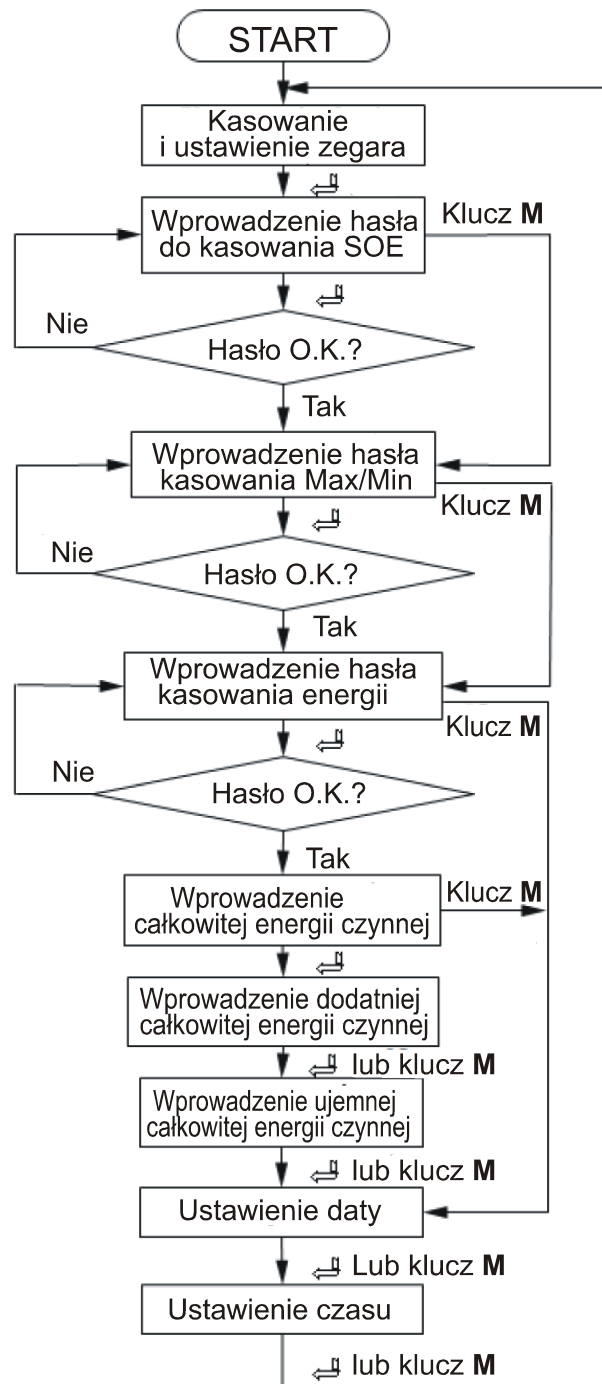 START
Kasowanie
i ustawienie zegara
Wprowadzenie hasła
do kasowania SOE
Klucz M
Nie
Hasło O.K.?
Tak
Wprowadzenie hasła
kasowania Max/Min
Klucz M
Nie
Hasło O.K.?
Tak
Wprowadzenie hasła
kasowania energii
Klucz M
Nie
Hasło O.K.?
Tak
Wprowadzenie
całkowitej energii czynnej
Klucz M
Wprowadzenie dodatniej
całkowitej energii czynnej
lub klucz M
Wprowadzenie ujemnej
całkowitej energii czynnej
lub klucz M
Ustawienie daty
Lub klucz M
Ustawienie czasu
lub klucz M